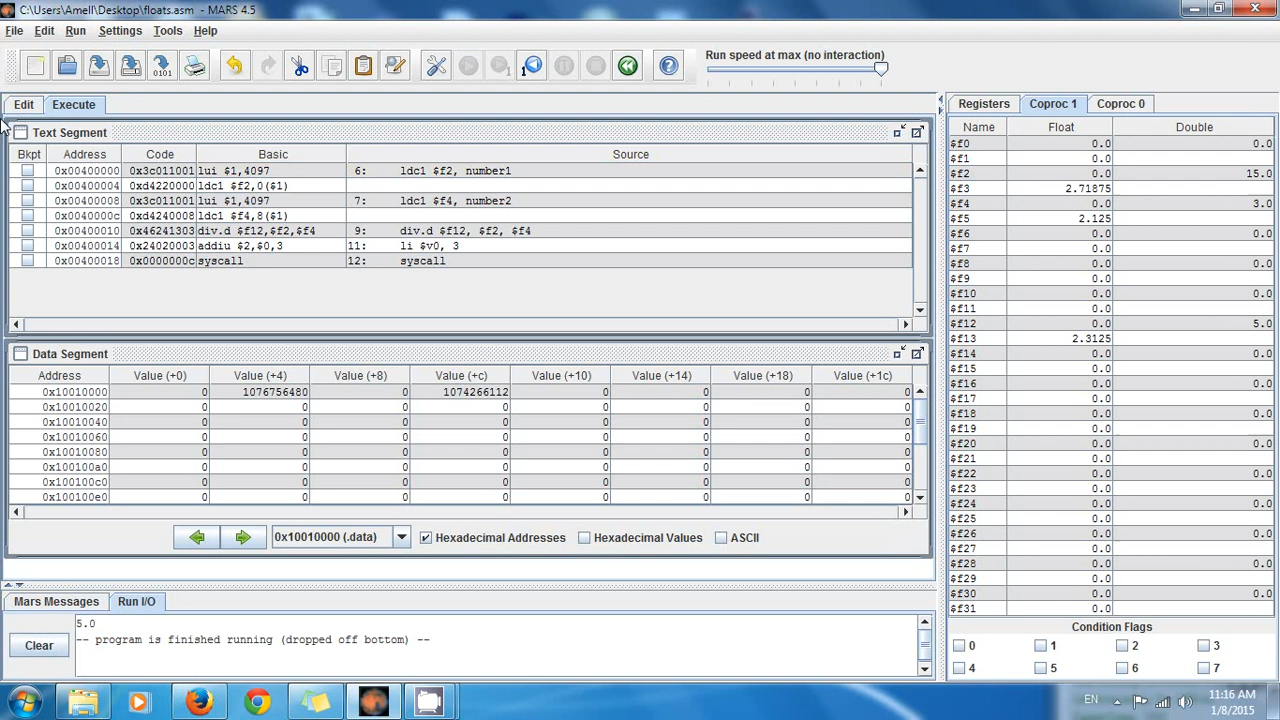 C:\Users\Amell\Desktop\floats.asm - MARS 4.5
File Edit Run Settings Tools Help
Run speed at max (no interaction)
Edit Execute
Text Segment
Bkpt Address Code Basic Source
0x00400000 0x3c011001 lui $1,4097 6: ldc1 $f2, number1
0x00400004 0xd4220000 ldc1 $f2,0($1)
0x00400008 0x3c011001 lui $1,4097 7: ldc1 $f4, number2
0x0040000c 0xd4240008 ldc1 $f4,8($1)
0x00400010 0x46241303 div.d $f12,$f2,$f4 9: div.d $f12, $f2, $f4
0x00400014 0x24020003 addiu $2,$0,3 11: li $v0, 3
0x00400018 0x0000000c syscall 12: syscall
Data Segment
Address Value (+0) Value (+4) Value (+8) Value (+c) Value (+10) Value (+14) Value (+18) Value (+1c)
0x10010000 0 1076756480 0 1074266112 0 0 0 0
0x10010020 0 0 0 0 0 0 0 0
0x10010040 0 0 0 0 0 0 0 0
0x10010060 0 0 0 0 0 0 0 0
0x10010080 0 0 0 0 0 0 0 0
0x100100a0 0 0 0 0 0 0 0 0
0x100100c0 0 0 0 0 0 0 0 0
0x100100e0 0 0 0 0 0 0 0 0
0x10010000 (.data) Hexadecimal Addresses Hexadecimal Values ASCII
Mars Messages Run I/O
Clear
5.0
-- program is finished running (dropped off bottom) --
Registers Coproc 1 Coproc 0
Name Float Double
$f0 0.0 0.0
$f1 0.0
$f2 0.0 15.0
$f3 2.71875
$f4 0.0 3.0
$f5 2.125
$f6 0.0 0.0
$f7 0.0
$f8 0.0 0.0
$f9 0.0
$f10 0.0 0.0
$f11 0.0
$f12 0.0 5.0
$f13 2.3125
$f14 0.0 0.0
$f15 0.0
$f16 0.0 0.0
$f17 0.0
$f18 0.0 0.0
$f19 0.0
$f20 0.0 0.0
$f21 0.0
$f22 0.0 0.0
$f23 0.0
$f24 0.0 0.0
$f25 0.0
$f26 0.0 0.0
$f27 0.0
$f28 0.0 0.0
$f29 0.0
$f30 0.0 0.0
$f31 0.0
Condition Flags
0 1 2 3
4 5 6 7
EN
11:16 AM
1/8/2015